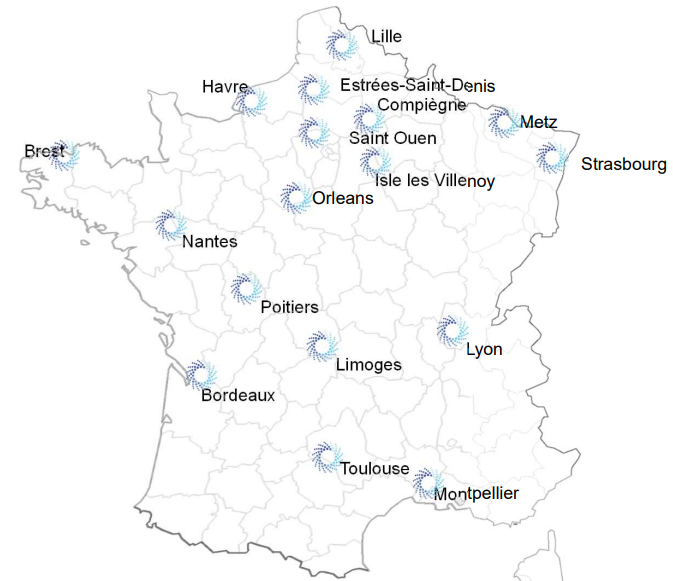 Lille
Havre
Estrées-Saint-Denis
Compiègne
Metz
Saint Ouen
Brest
Strasbourg
Isle les Villenoy
Orleans
Nantes
Poitiers
Lyon
Limoges
Bordeaux
Toulouse
Montpellier